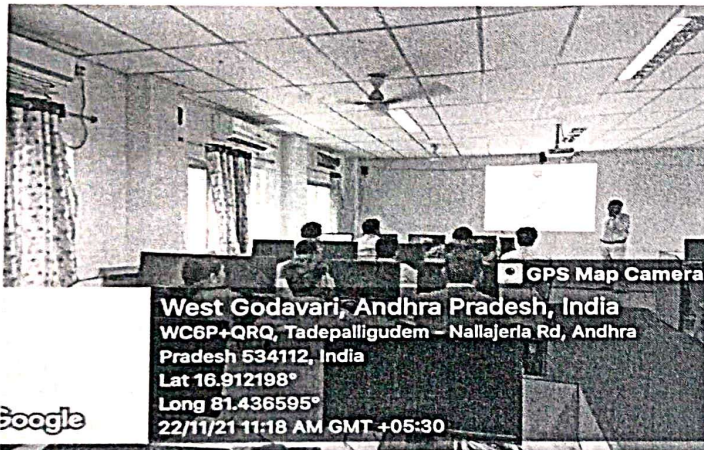 GPS Map Camera
West Godavari, Andhra Pradesh, India
WC6P+QRQ, Tadepalligudem – Nallajerla Rd, Andhra
Pradesh 534112, India
Lat 16.912198°
Long 81.436595°
22/11/21 11:18 AM GMT +05:30
Google